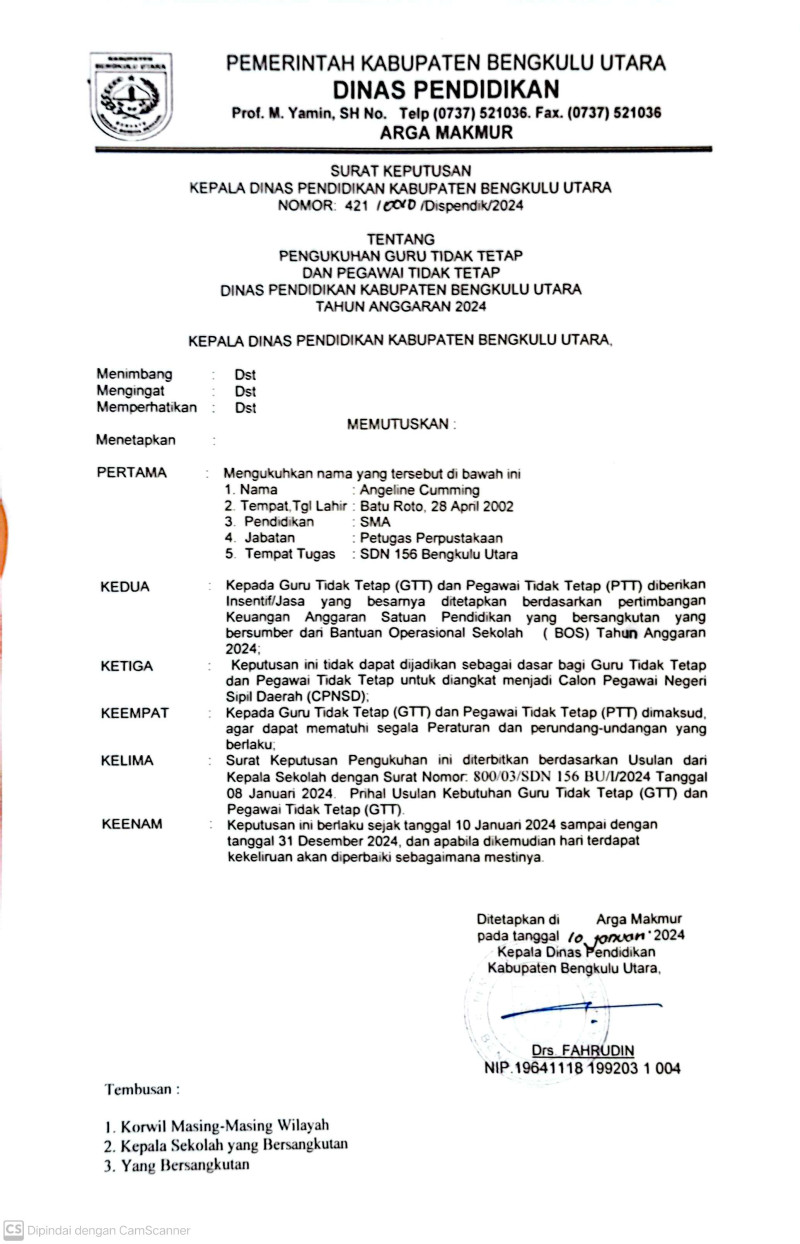 KABUPATEN
BENGKULU UTARA
PEMERINTAH KABUPATEN BENGKULU UTARA
DINAS PENDIDIKAN
Prof. M. Yamin, SH No. Telp (0737) 521036. Fax. (0737) 521036
ARGA MAKMUR
SURAT KEPUTUSAN
KEPALA DINAS PENDIDIKAN KABUPATEN BENGKULU UTARA
NOMOR: 421 / /Dispendik/2024
TENTANG
PENGUKUHAN GURU TIDAK TETAP
DAN PEGAWAI TIDAK TETAP
DINAS PENDIDIKAN KABUPATEN BENGKULU UTARA
TAHUN ANGGARAN 2024
KEPALA DINAS PENDIDIKAN KABUPATEN BENGKULU UTARA,
Menimbang : Dst
Mengingat : Dst
Memperhatikan : Dst
MEMUTUSKAN :
Menetapkan :
PERTAMA : Mengukuhkan nama yang tersebut di bawah ini
1. Nama : Angeline Cumming
2. Tempat,Tgl Lahir : Batu Roto, 28 April 2002
3. Pendidikan : SMA
4. Jabatan : Petugas Perpustakaan
5. Tempat Tugas : SDN 156 Bengkulu Utara
KEDUA : Kepada Guru Tidak Tetap (GTT) dan Pegawai Tidak Tetap (PTT) diberikan
Insentif/Jasa yang besarnya ditetapkan berdasarkan pertimbangan
Keuangan Anggaran Satuan Pendidikan yang bersangkutan yang
bersumber dari Bantuan Operasional Sekolah ( BOS) Tahun Anggaran
2024;
KETIGA : Keputusan ini tidak dapat dijadikan sebagai dasar bagi Guru Tidak Tetap
dan Pegawai Tidak Tetap untuk diangkat menjadi Calon Pegawai Negeri
Sipil Daerah (CPNSD);
KEEMPAT : Kepada Guru Tidak Tetap (GTT) dan Pegawai Tidak Tetap (PTT) dimaksud,
agar dapat mematuhi segala Peraturan dan perundang-undangan yang
berlaku;
KELIMA : Surat Keputusan Pengukuhan ini diterbitkan berdasarkan Usulan dari
Kepala Sekolah dengan Surat Nomor: 800/03/SDN 156 BU/I/2024 Tanggal
08 Januari 2024. Prihal Usulan Kebutuhan Guru Tidak Tetap (GTT) dan
Pegawai Tidak Tetap (GTT).
KEENAM : Keputusan ini berlaku sejak tanggal 10 Januari 2024 sampai dengan
tanggal 31 Desember 2024, dan apabila dikemudian hari terdapat
kekeliruan akan diperbaiki sebagaimana mestinya.
Ditetapkan di Arga Makmur
pada tanggal 10 Januari 2024
Kepala Dinas Pendidikan
Kabupaten Bengkulu Utara,
Drs. FAHRUDIN
NIP.19641118 199203 1 004
Tembusan :
1. Korwil Masing-Masing Wilayah
2. Kepala Sekolah yang Bersangkutan
3. Yang Bersangkutan
CS Dipindai dengan CamScanner